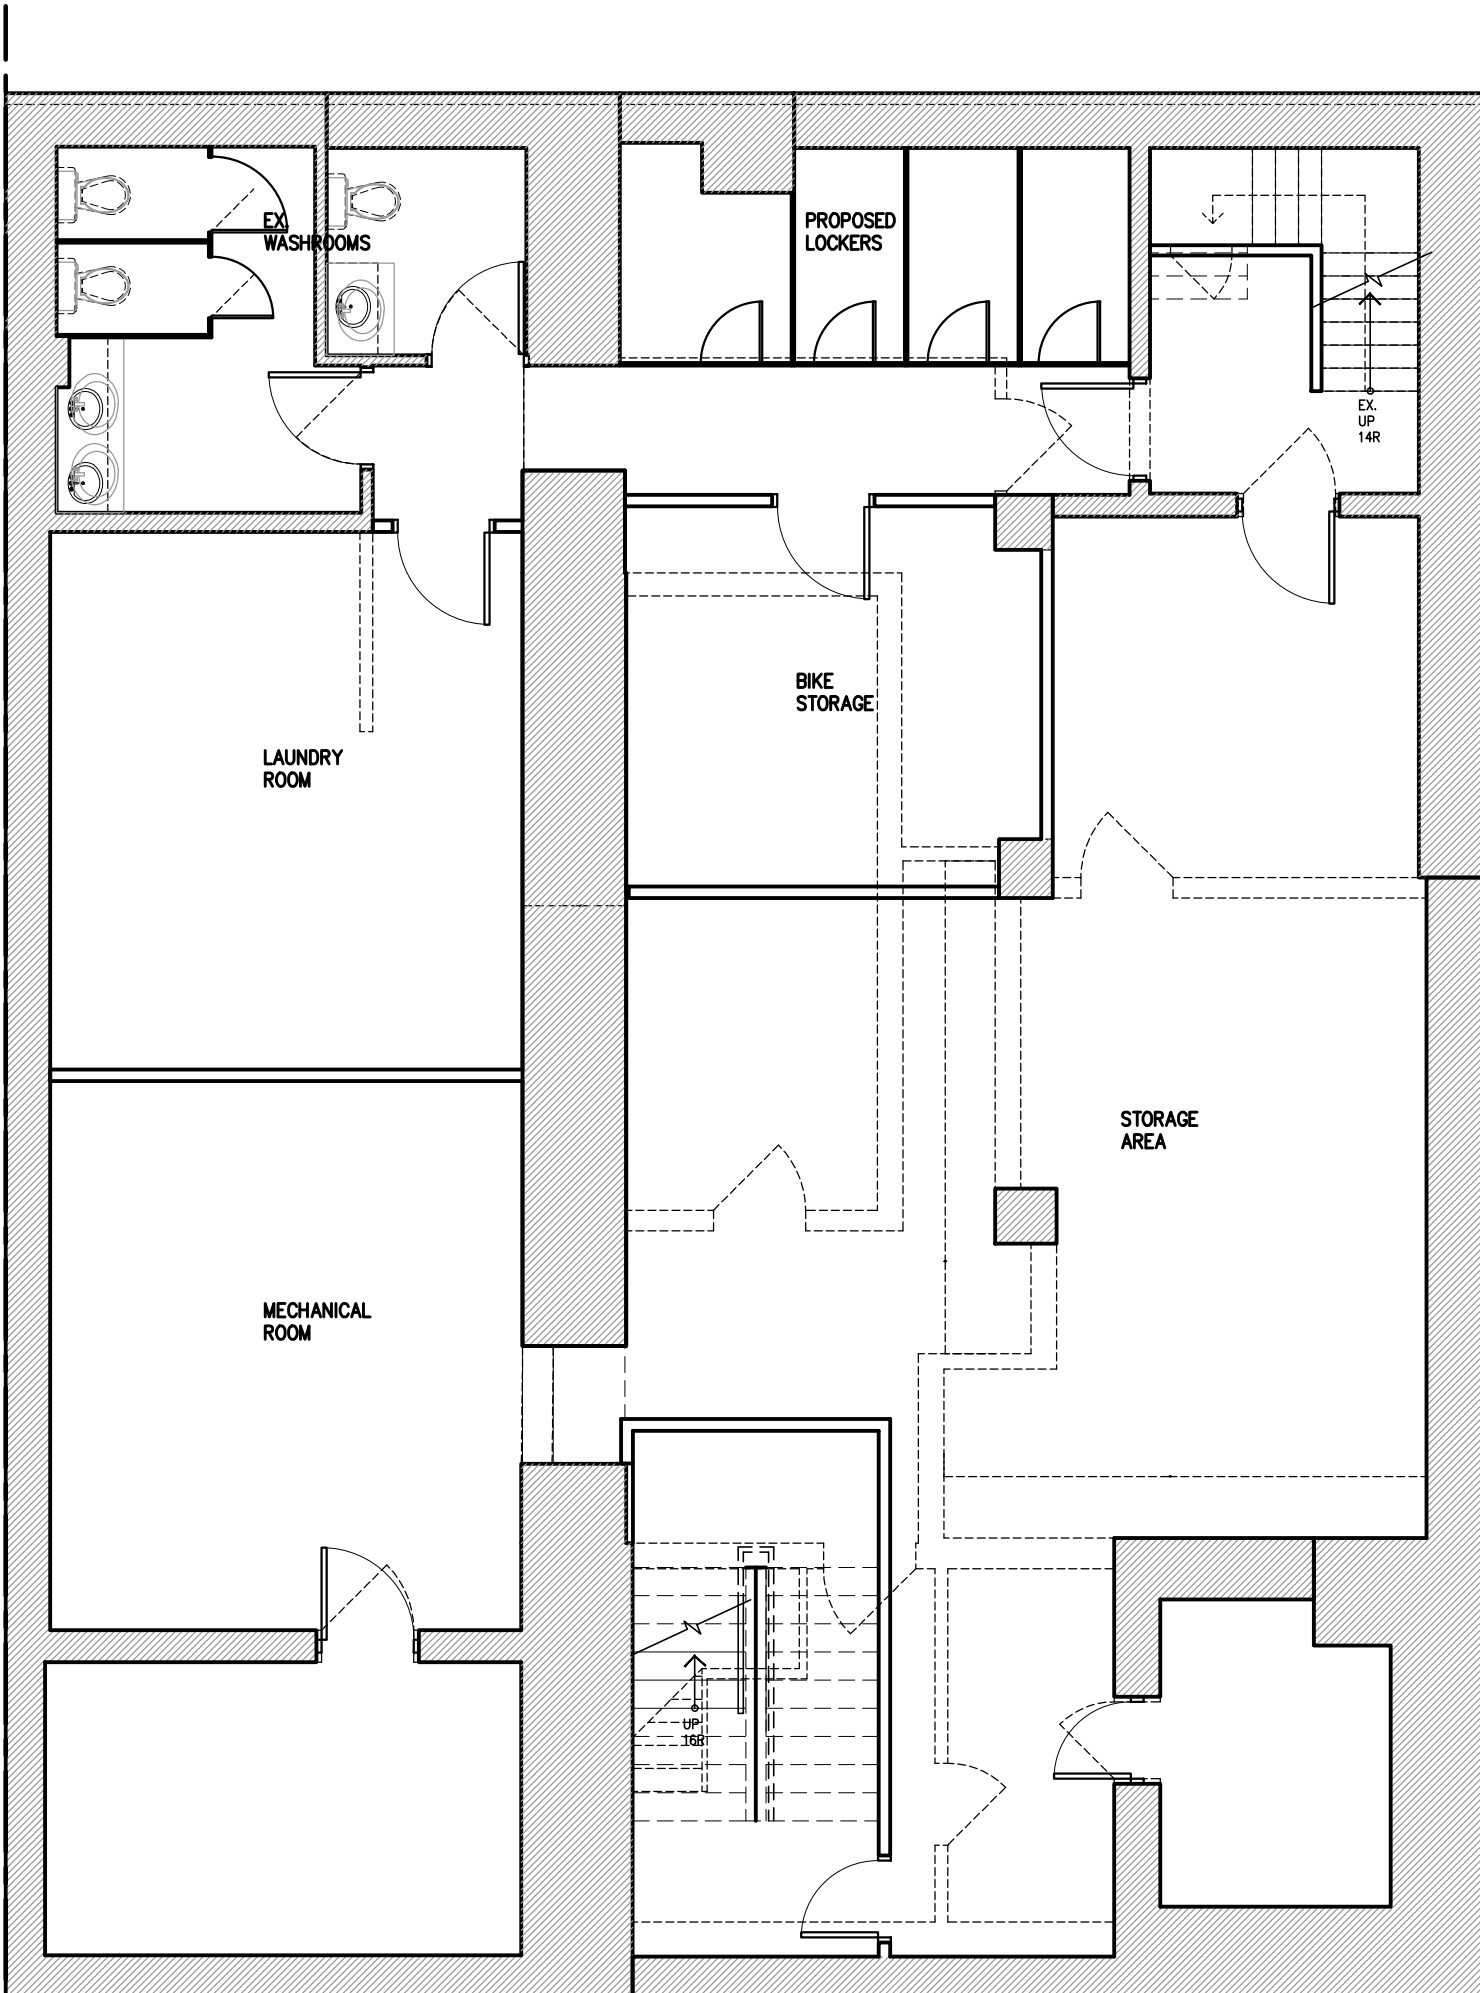 EX.
WASHROOMS
PROPOSED
LOCKERS
EX.
UP
14R
BIKE
STORAGE
LAUNDRY
ROOM
STORAGE
AREA
MECHANICAL
ROOM
UP
16R